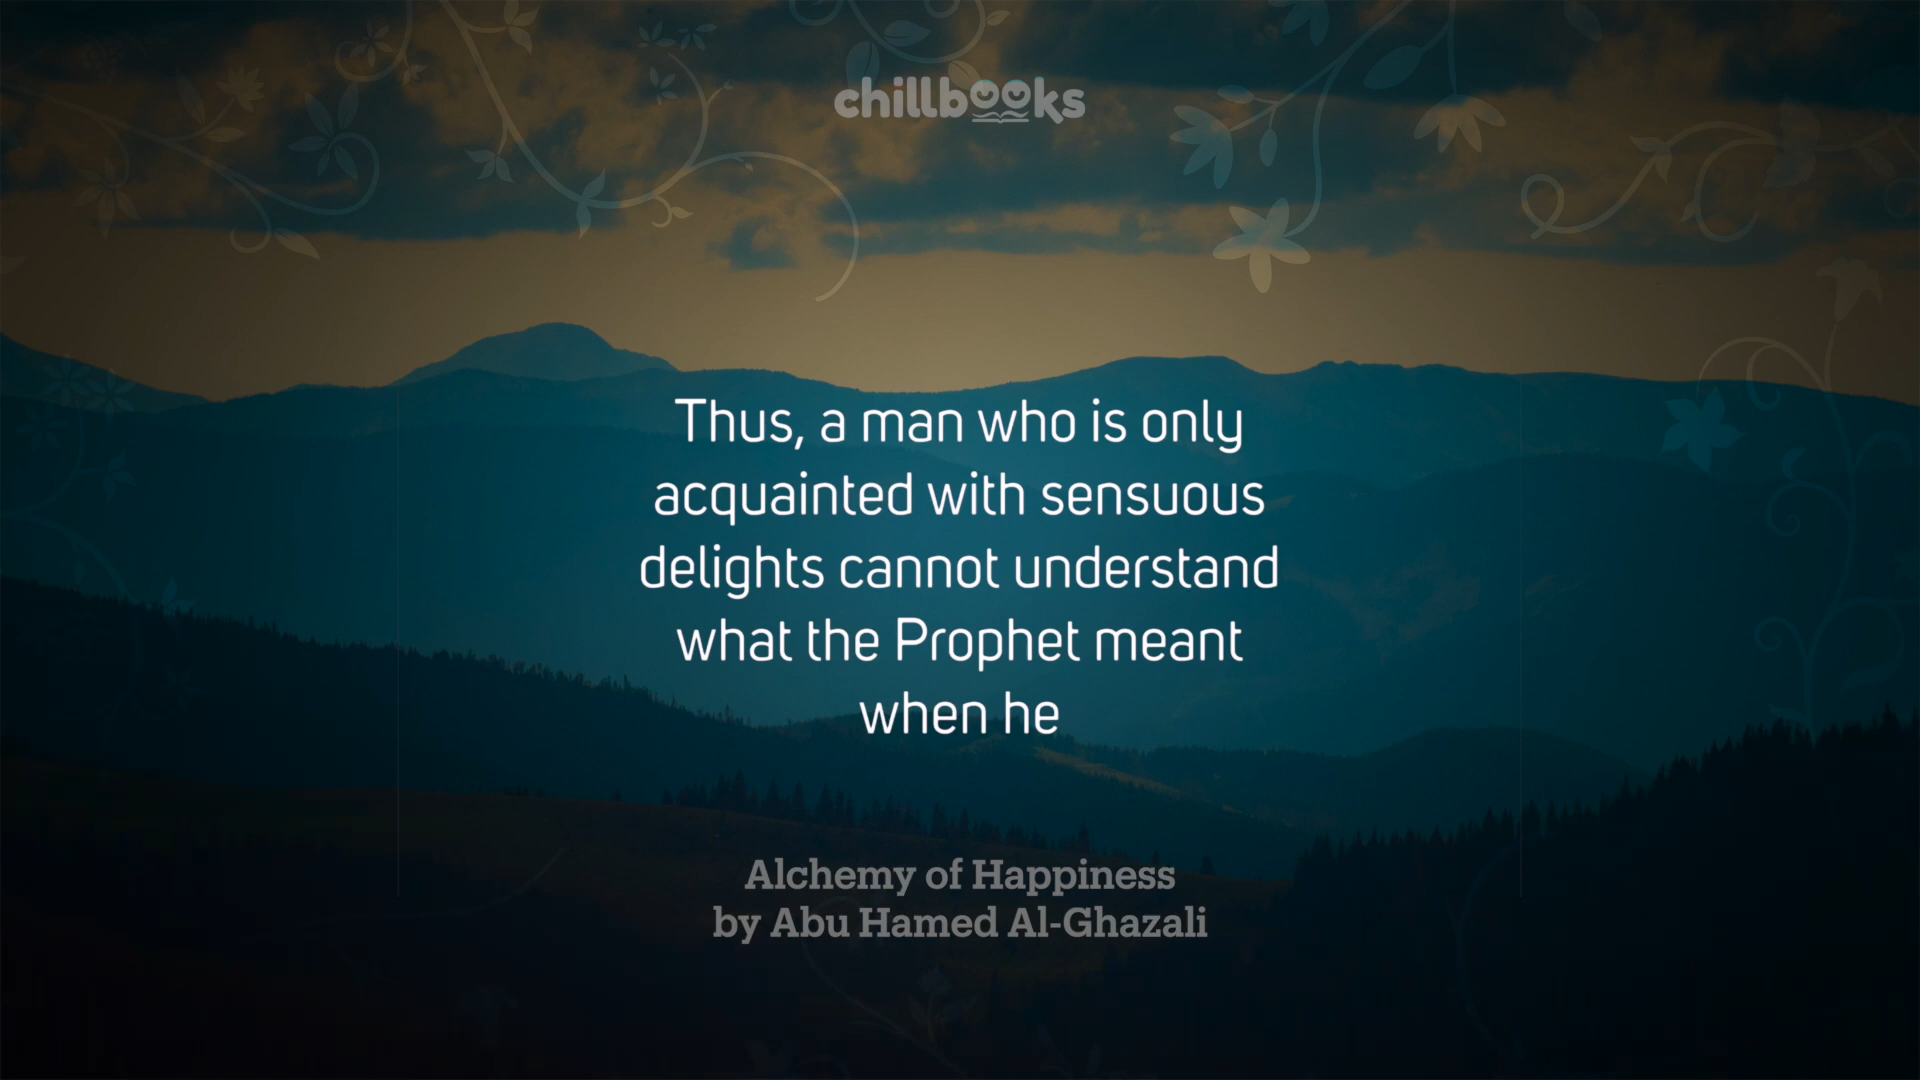 chillbooks
Thus, a man who is only
acquainted with sensuous
delights cannot understand
what the Prophet meant
when he
Alchemy of Happiness
by Abu Hamed Al-Ghazali